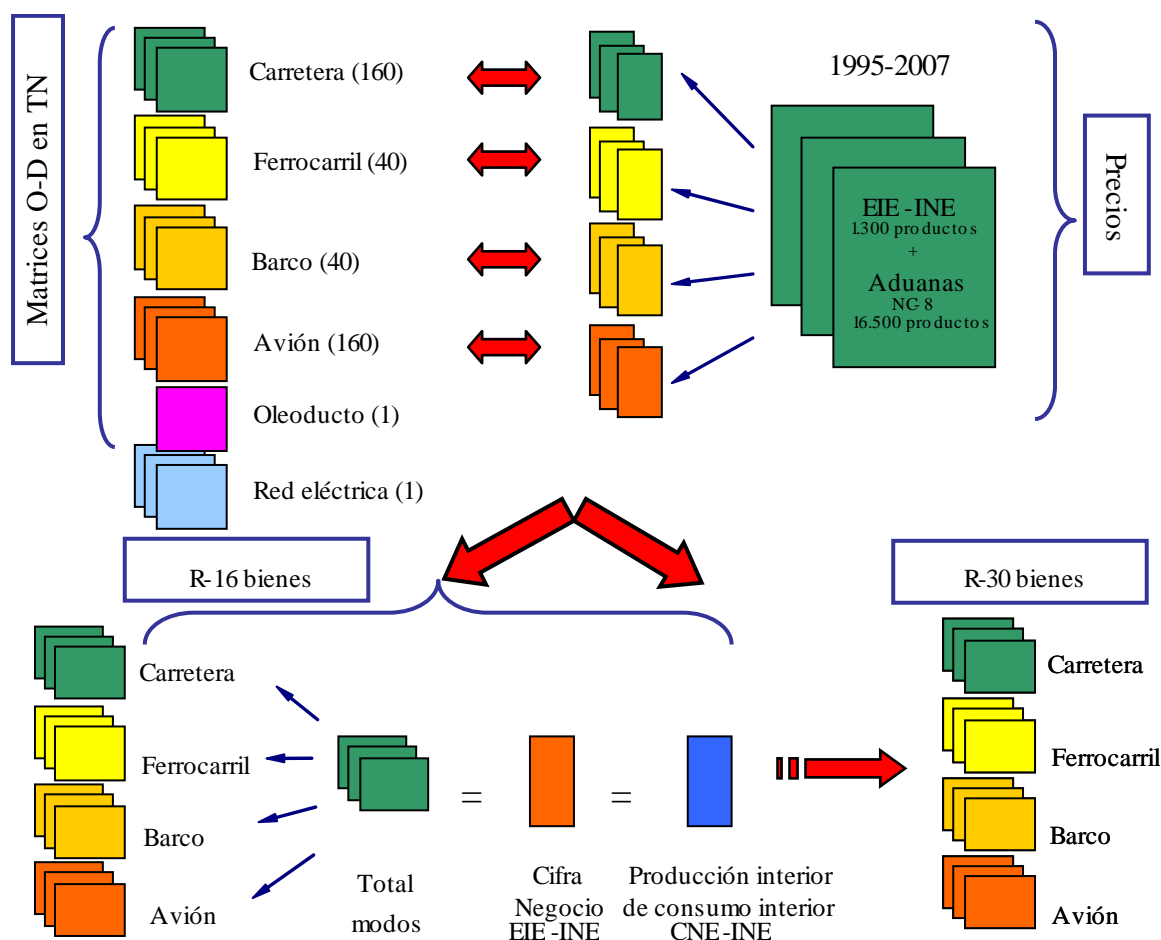 Matrices O-D en TN
Carretera (160)
Ferrocarril (40)
Barco (40)
Avión (160)
Oleoducto (1)
Red eléctrica (1)
1995-2007
EIE-INE
1.300 productos
+
Aduanas
NC-8
16.500 productos
Precios
R-16 bienes
R-30 bienes
Carretera
Ferrocarril
Barco
Avión
Total
modos
=
Cifra
Negocio
EIE-INE
=
Producción interior
de consumo interior
CNE-INE
Carretera
Ferrocarril
Barco
Avión